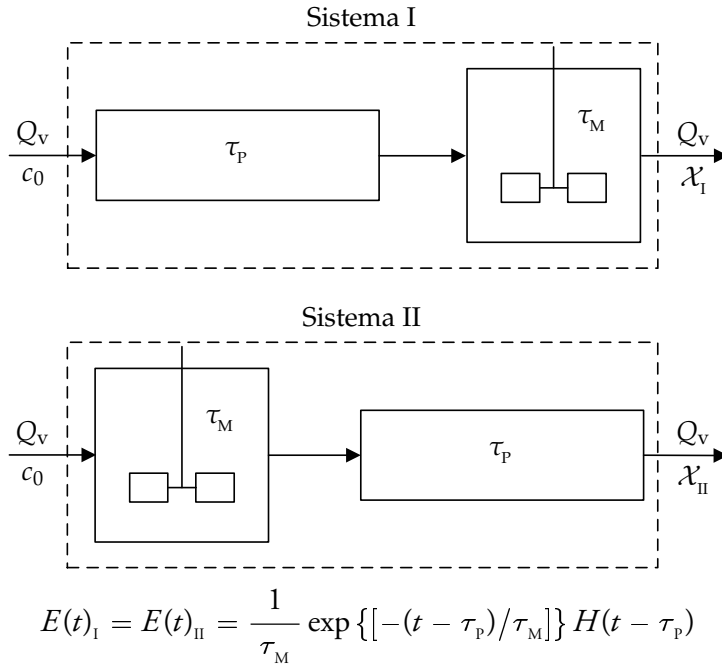 Sistema I
Q_v
c_0
τ_P
τ_M
Q_v
𝒳_I
Sistema II
Q_v
c_0
τ_M
τ_P
Q_v
𝒳_II
E(t)_I = E(t)_II = 1/τ_M exp {[-(t - τ_P)/τ_M]} H(t - τ_P)